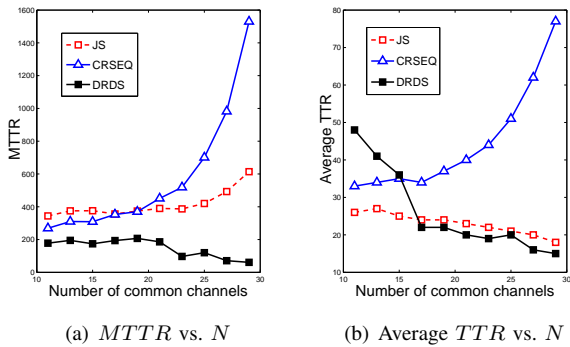 1600
1400
1200
1000
800
600
400
200
0
MTTR
JS
CRSEQ
DRDS
10 15 20 25 30
Number of common channels
(a) MTTR vs. N
80
70
60
50
40
30
20
10
Average TTR
JS
CRSEQ
DRDS
10 15 20 25 30
Number of common channels
(b) Average TTR vs. N